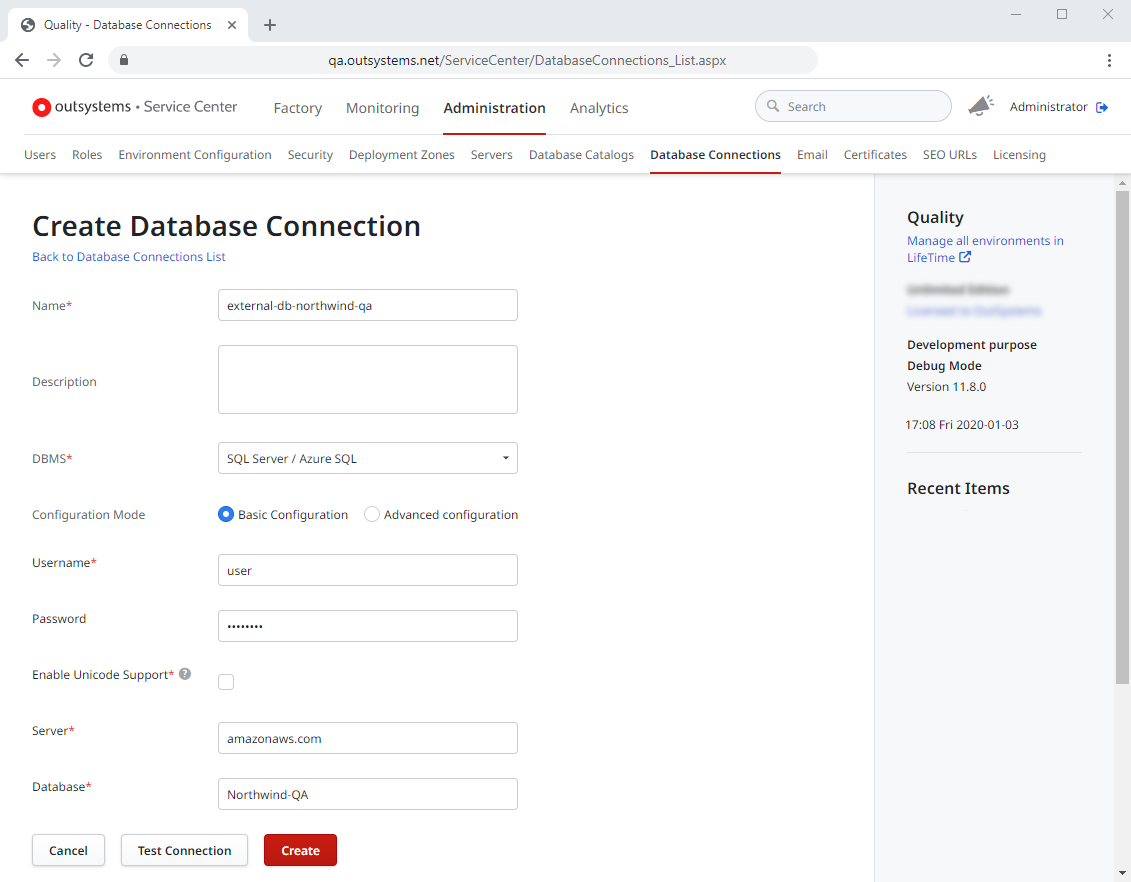 Quality - Database Connections
qa.outsystems.net/ServiceCenter/DatabaseConnections_List.aspx
outsystems • Service Center Factory Monitoring Administration Analytics Search Administrator
Users Roles Environment Configuration Security Deployment Zones Servers Database Catalogs Database Connections Email Certificates SEO URLs Licensing
Create Database Connection
Back to Database Connections List
Name* external-db-northwind-qa
Description
DBMS* SQL Server / Azure SQL
Configuration Mode Basic Configuration Advanced configuration
Username* user
Password ••••••••
Enable Unicode Support* ?
Server* amazonaws.com
Database* Northwind-QA
Cancel Test Connection Create
Quality
Manage all environments in
LifeTime
Development purpose
Debug Mode
Version 11.8.0
17:08 Fri 2020-01-03
Recent Items